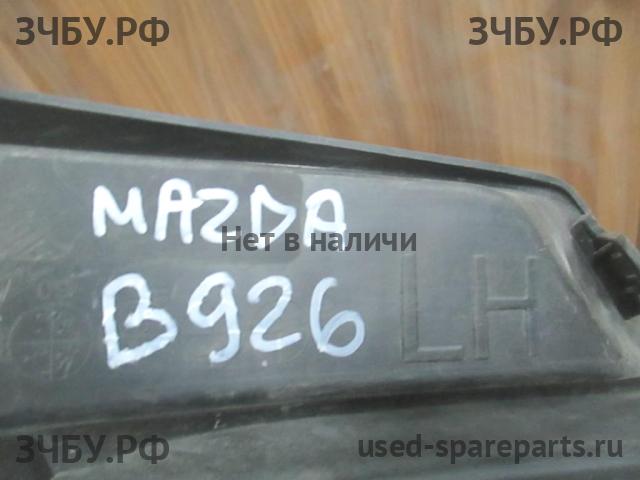 ЗЧБУ.РФ ЗЧБУ.РФ
MAZDA
Нет в наличи
B926
LH
ЗЧБУ.РФ used-spareparts.ru